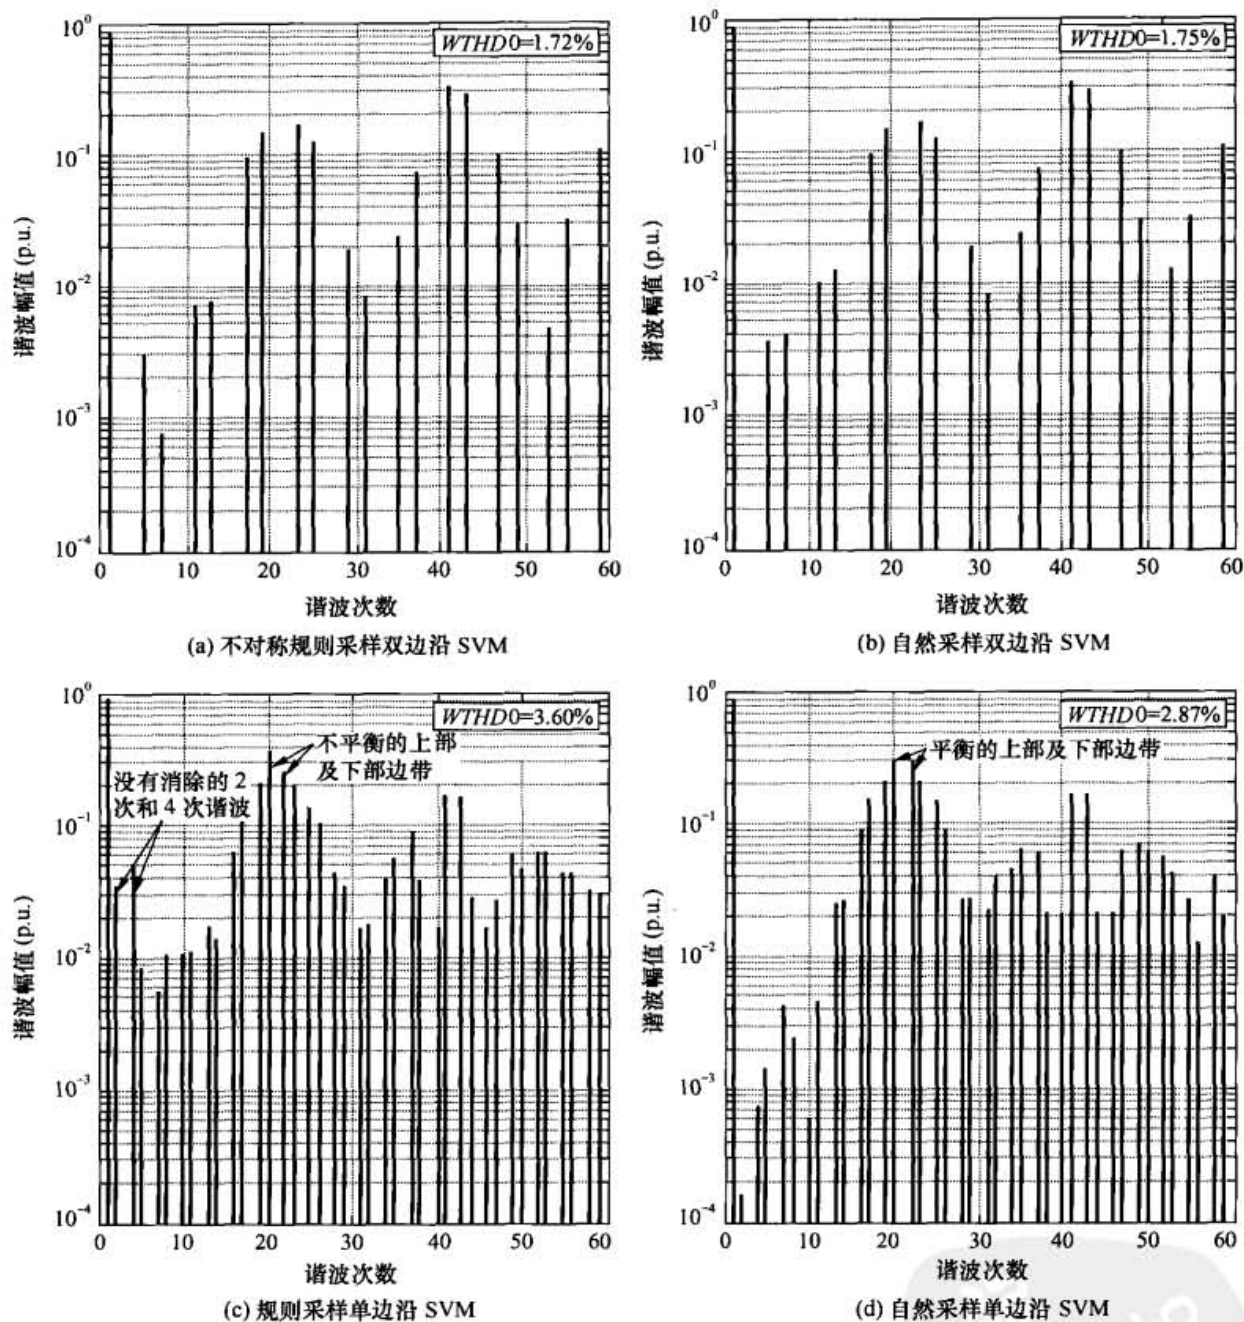 10⁰
WTHD0=1.72%
10⁻¹
10⁻²
10⁻³
10⁻⁴
谐波幅值 (p.u.)
0 10 20 30 40 50 60
谐波次数
(a) 不对称规则采样双边沿 SVM
10⁰
WTHD0=1.75%
10⁻¹
10⁻²
10⁻³
10⁻⁴
谐波幅值 (p.u.)
0 10 20 30 40 50 60
谐波次数
(b) 自然采样双边沿 SVM
10⁰
WTHD0=3.60%
不平衡的上部
及下部边带
没有消除的 2
次和 4 次谐波
10⁻¹
10⁻²
10⁻³
10⁻⁴
谐波幅值 (p.u.)
0 10 20 30 40 50 60
谐波次数
(c) 规则采样单边沿 SVM
10⁰
WTHD0=2.87%
平衡的上部及下部边带
10⁻¹
10⁻²
10⁻³
10⁻⁴
谐波幅值 (p.u.)
0 10 20 30 40 50 60
谐波次数
(d) 自然采样单边沿 SVM